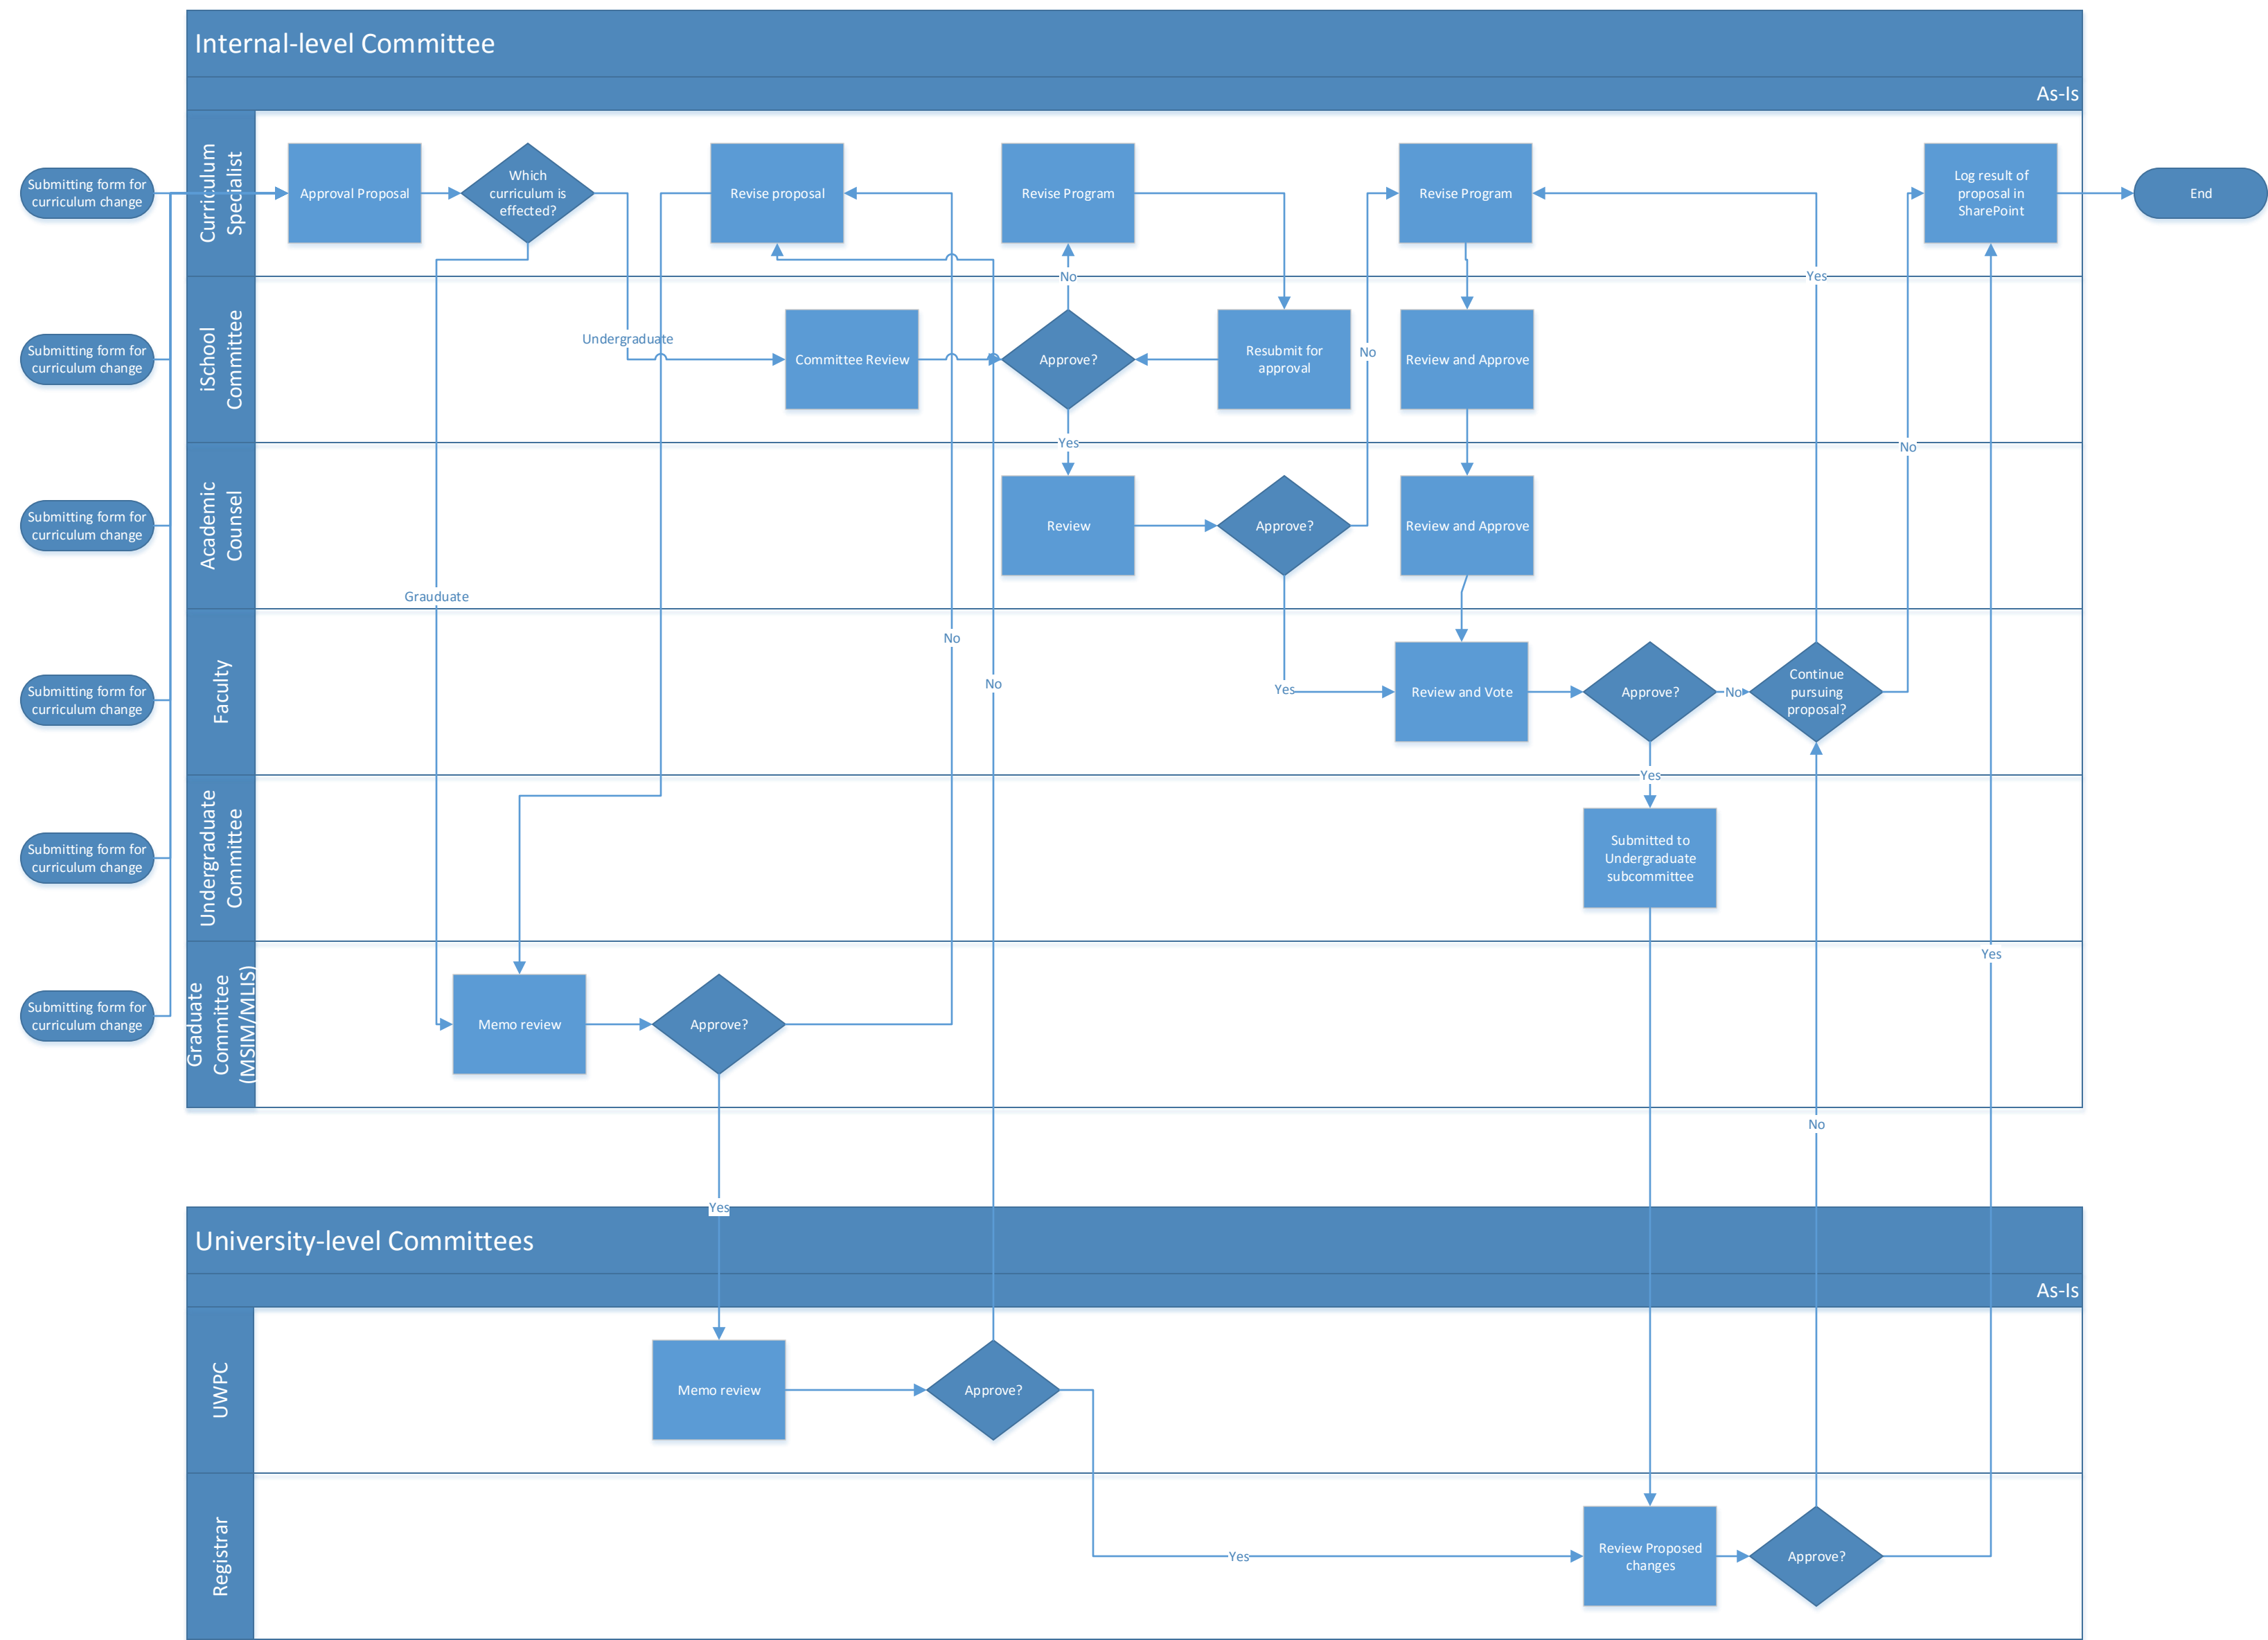 Internal-level Committee
As-Is
Curriculum
Specialist
Submitting form for
curriculum change
Approval Proposal
Which
curriculum is
effected?
Revise proposal
Revise Program
Revise Program
Log result of
proposal in
SharePoint
End
No
Yes
iSchool
Committee
Submitting form for
curriculum change
Undergraduate
Committee Review
Approve?
Resubmit for
approval
No
Review and Approve
Yes
No
Academic
Counsel
Submitting form for
curriculum change
Review
Approve?
Review and Approve
Grauduate
Faculty
Submitting form for
curriculum change
No
No
Yes
Review and Vote
Approve?
No
Continue
pursuing
proposal?
Yes
Undergraduate
Committee
Submitting form for
curriculum change
Submitted to
Undergraduate
subcommittee
Yes
Graduate
Committee
(MSIM/MLIS)
Submitting form for
curriculum change
Memo review
Approve?
No
Yes
University-level Committees
As-Is
UWPC
Memo review
Approve?
Registrar
Yes
Review Proposed
changes
Approve?